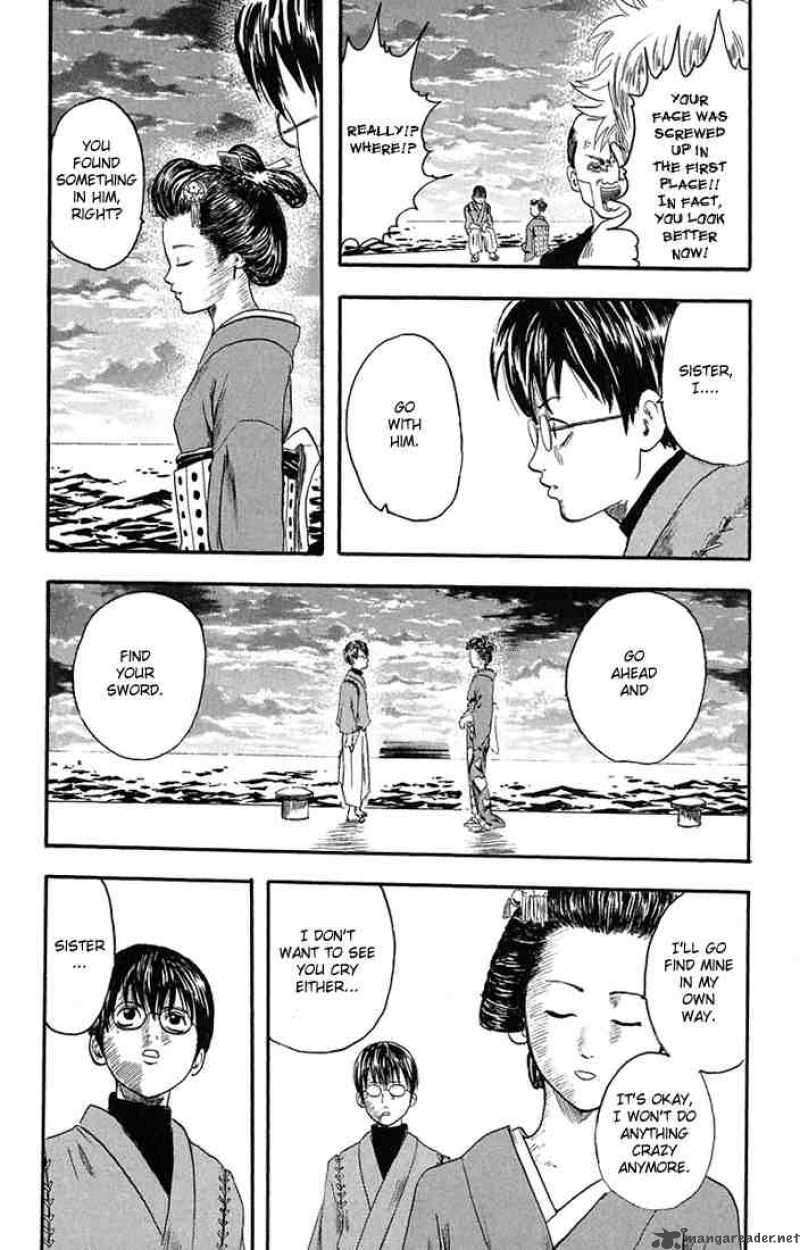 REALLY!?
WHERE!?
YOUR
FACE WAS
SCREWED
UP IN
THE FIRST
PLACE!!
IN FACT,
YOU LOOK
BETTER
NOW!
YOU
FOUND
SOMETHING
IN HIM,
RIGHT?
SISTER,
I....
GO
WITH
HIM.
GO
AHEAD
AND
FIND
YOUR
SWORD.
I'LL GO
FIND MINE
IN MY
OWN
WAY.
IT'S OKAY,
I WON'T DO
ANYTHING
CRAZY
ANYMORE.
I DON'T
WANT TO SEE
YOU CRY
EITHER...
SISTER
...
mangareader.net